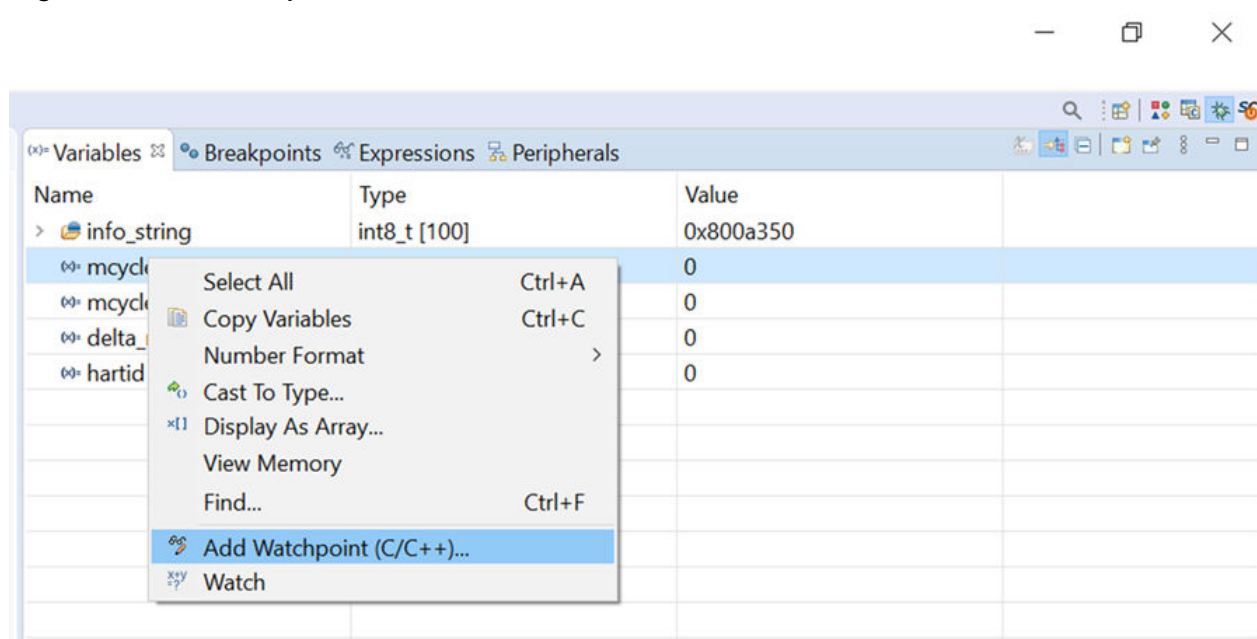 Variables Breakpoints Expressions Peripherals
Name Type Value
info_string int8_t [100] 0x800a350
0
0
0
hartid 0
Select All Ctrl+A
Copy Variables Ctrl+C
Number Format >
Cast To Type...
Display As Array...
View Memory
Find... Ctrl+F
Add Watchpoint (C/C++)...
Watch